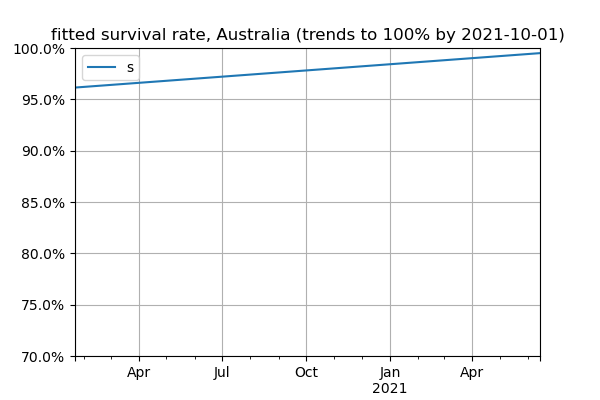 fitted survival rate, Australia (trends to 100% by 2021-10-01)
100.0%
s
95.0%
90.0%
85.0%
80.0%
75.0%
70.0%
Apr Jul Oct Jan Apr
2021